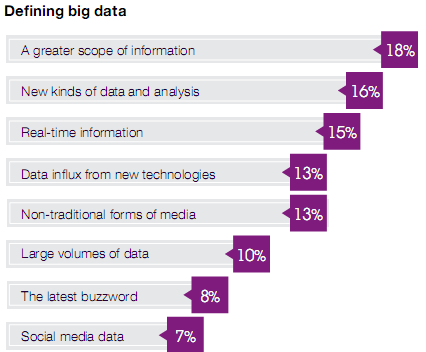 Defining big data
A greater scope of information 18%
New kinds of data and analysis 16%
Real-time information 15%
Data influx from new technologies 13%
Non-traditional forms of media 13%
Large volumes of data 10%
The latest buzzword 8%
Social media data 7%